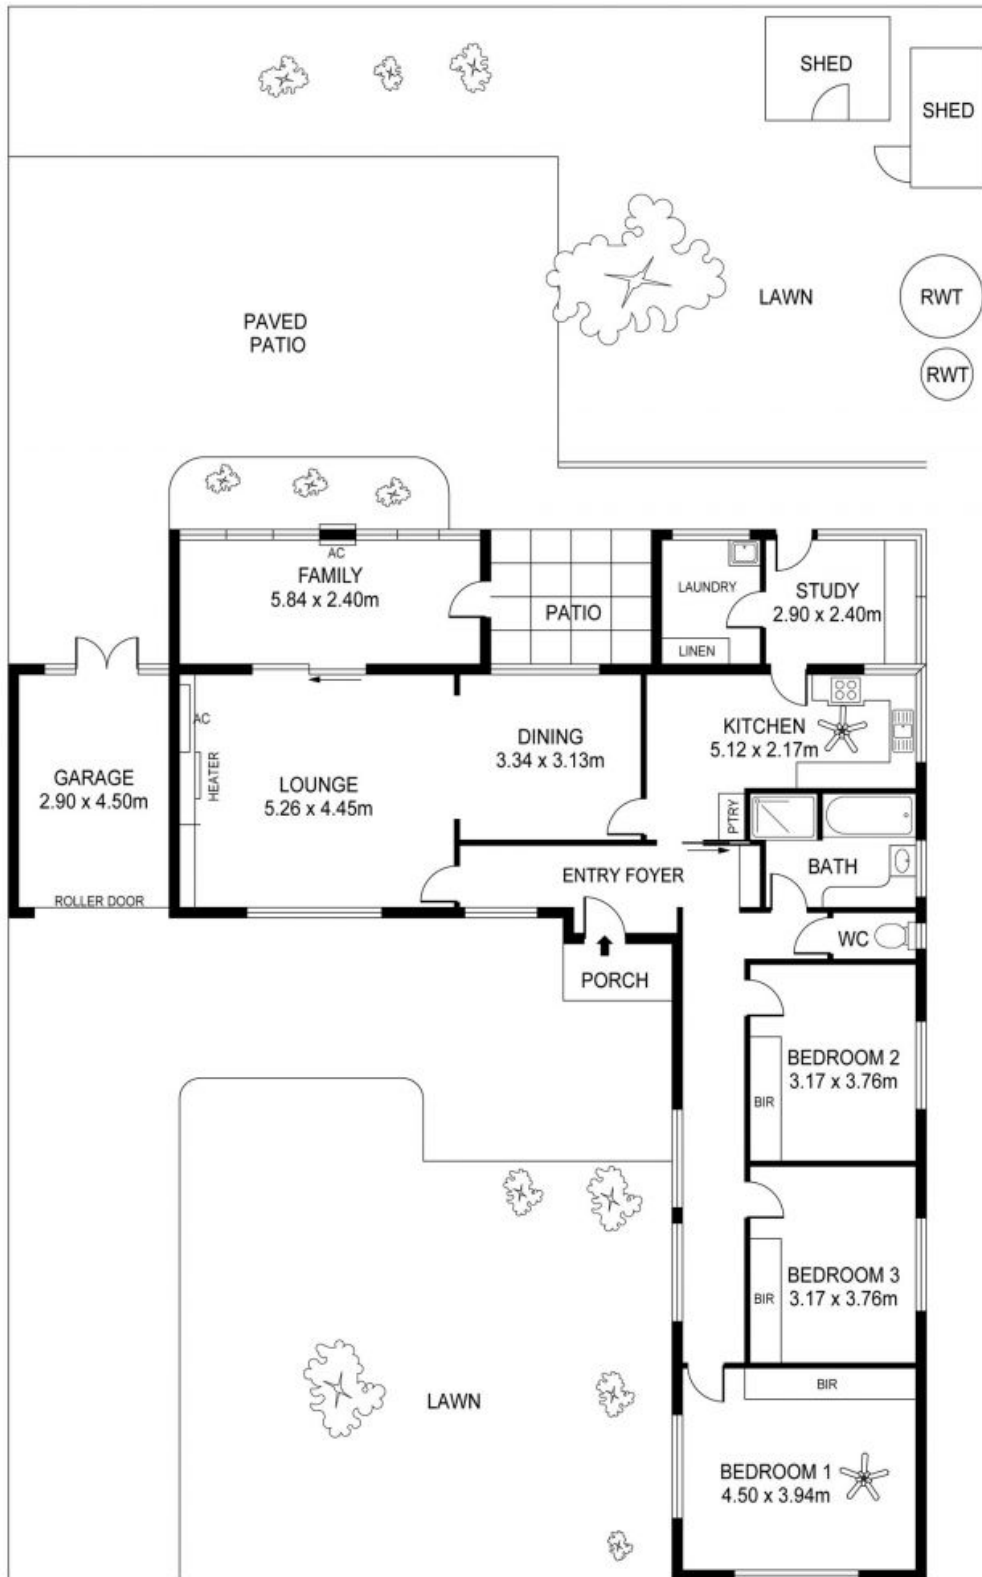 SHED
SHED
LAWN
RWT
RWT
PAVED
PATIO
AC
FAMILY
5.84 x 2.40m
PATIO
LAUNDRY
LINEN
STUDY
2.90 x 2.40m
GARAGE
2.90 x 4.50m
ROLLER DOOR
AC
HEATER
LOUNGE
5.26 x 4.45m
DINING
3.34 x 3.13m
KITCHEN
5.12 x 2.17m
P'TRY
BATH
ENTRY FOYER
WC
PORCH
BEDROOM 2
3.17 x 3.76m
BIR
BEDROOM 3
3.17 x 3.76m
BIR
LAWN
BIR
BEDROOM 1
4.50 x 3.94m